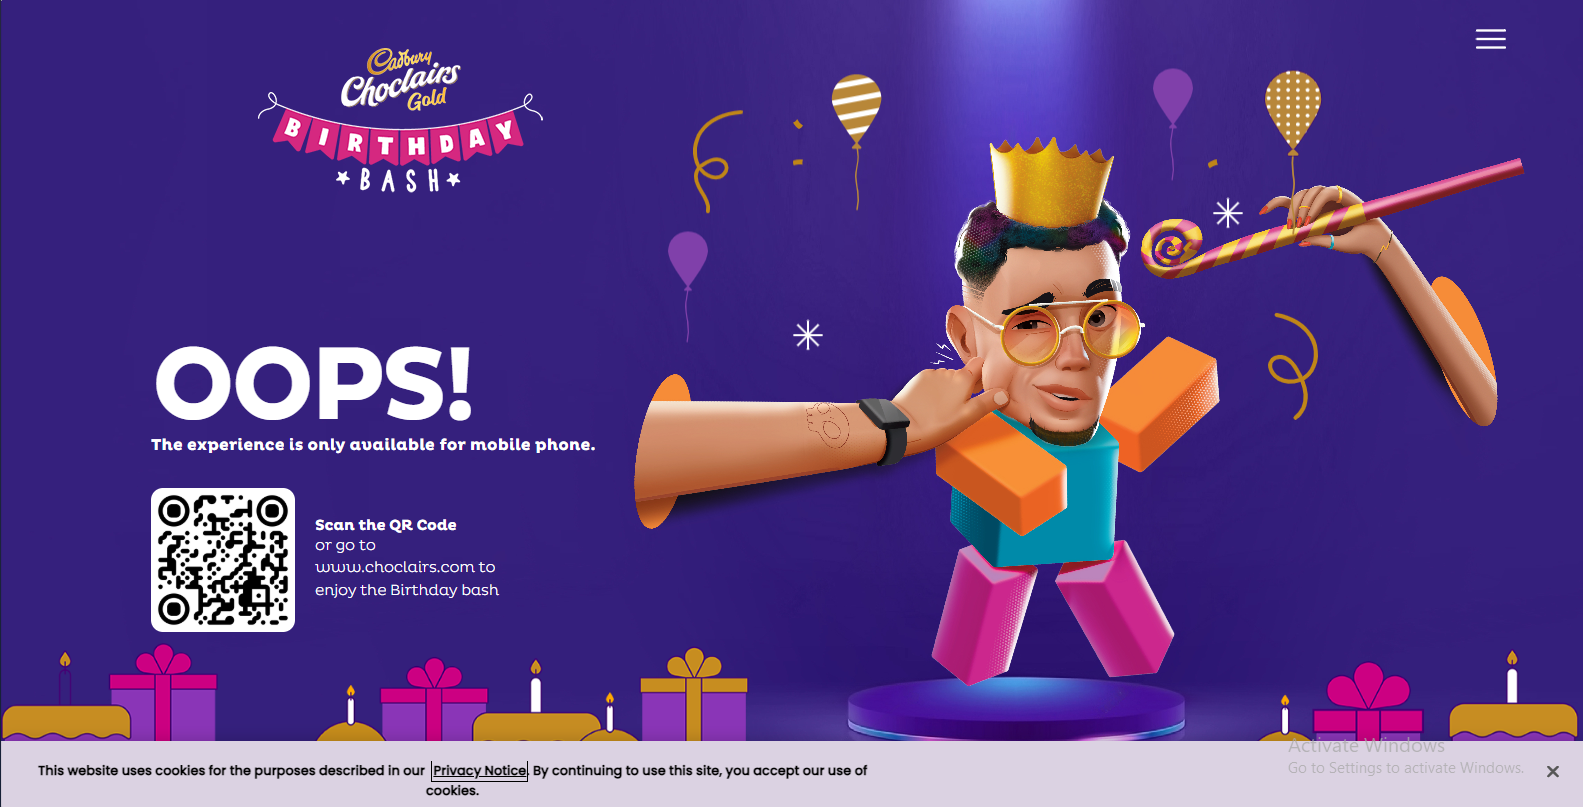 Cadbury
Choclairs
Gold
BIRTHDAY
BASH
OOPS!
The experience is only available for mobile phone.
Scan the QR Code
or go to
www.choclairs.com to
enjoy the Birthday bash
This website uses cookies for the purposes described in our Privacy Notice. By continuing to use this site, you accept our use of
cookies.
Activate Windows
Go to Settings to activate Windows.